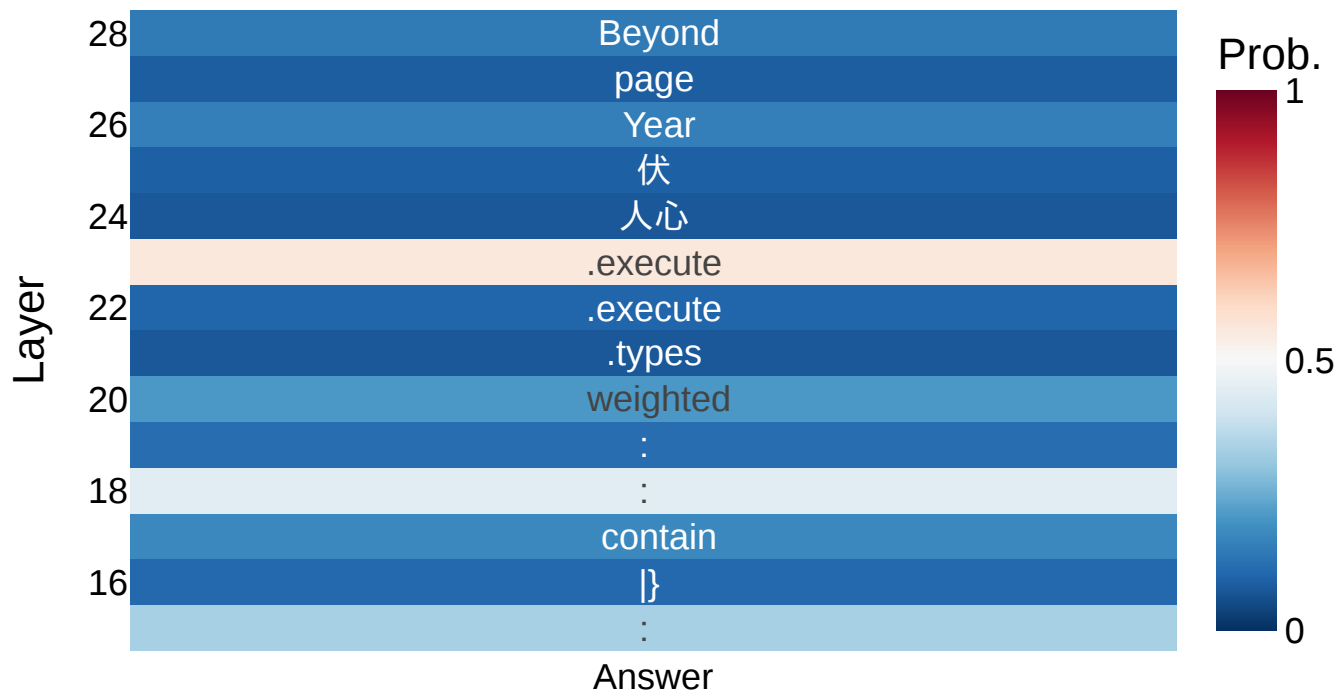 28 Beyond
Prob.
page
1
26 Year
伏
24 人心
.execute
22 .execute
Layer
.types
0.5
20 weighted
:
18 :
contain
16 |}
:
0
Answer